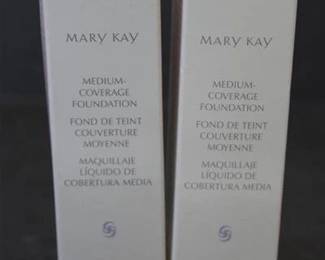 MARY KAY
MEDIUM-
COVERAGE
FOUNDATION
FOND DE TEINT
COUVERTURE
MOYENNE
MAQUILLAJE
LÍQUIDO DE
COBERTURA MEDIA
MARY KAY
MEDIUM-
COVERAGE
FOUNDATION
FOND DE TEINT
COUVERTURE
MOYENNE
MAQUILLAJE
LÍQUIDO DE
COBERTURA MEDIA